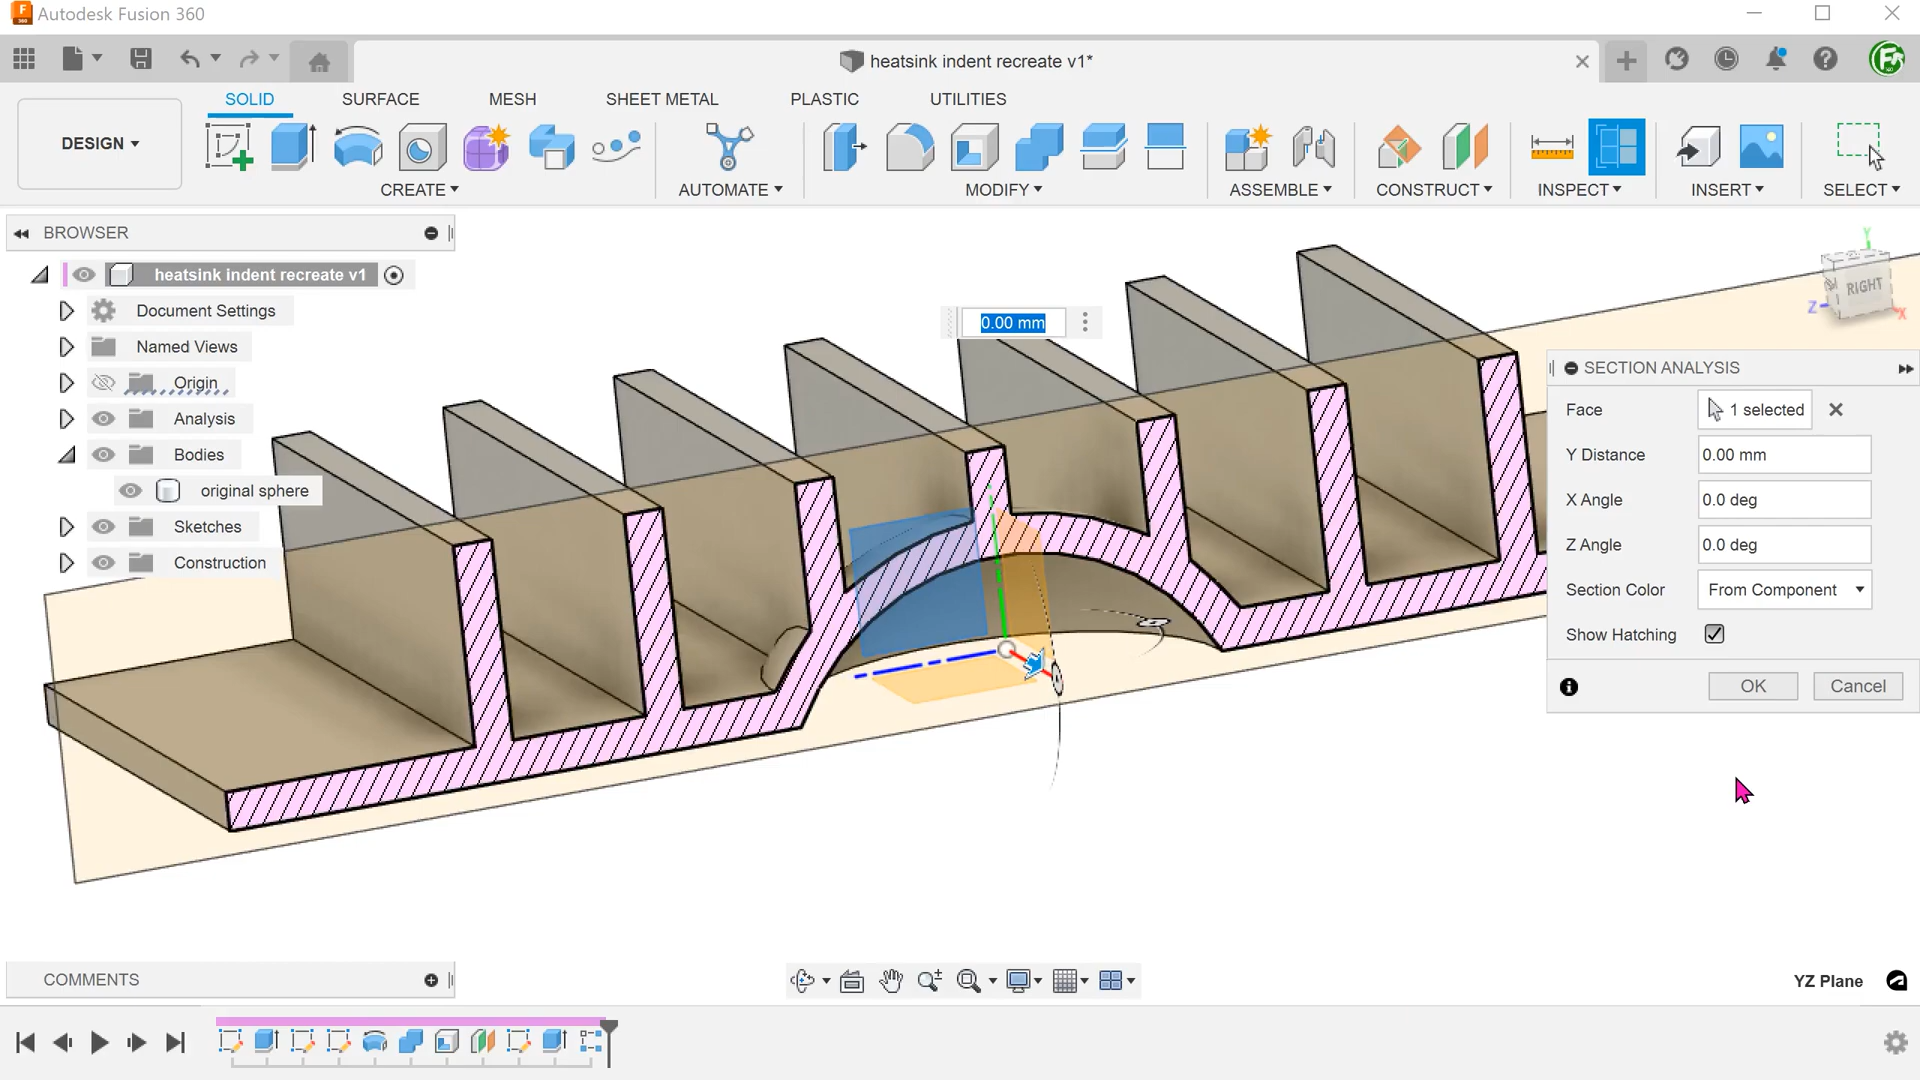 Autodesk Fusion 360
heatsink indent recreate v1*
DESIGN
SOLID
SURFACE
MESH
SHEET METAL
PLASTIC
UTILITIES
CREATE
AUTOMATE
MODIFY
ASSEMBLE
CONSTRUCT
INSPECT
INSERT
SELECT
BROWSER
heatsink indent recreate v1
Document Settings
Named Views
Origin
Analysis
Bodies
original sphere
Sketches
Construction
0.00 mm
Y
RIGHT
Z
X
SECTION ANALYSIS
Face
1 selected
Y Distance
0.00 mm
X Angle
0.0 deg
Z Angle
0.0 deg
Section Color
From Component
Show Hatching
OK
Cancel
COMMENTS
YZ Plane